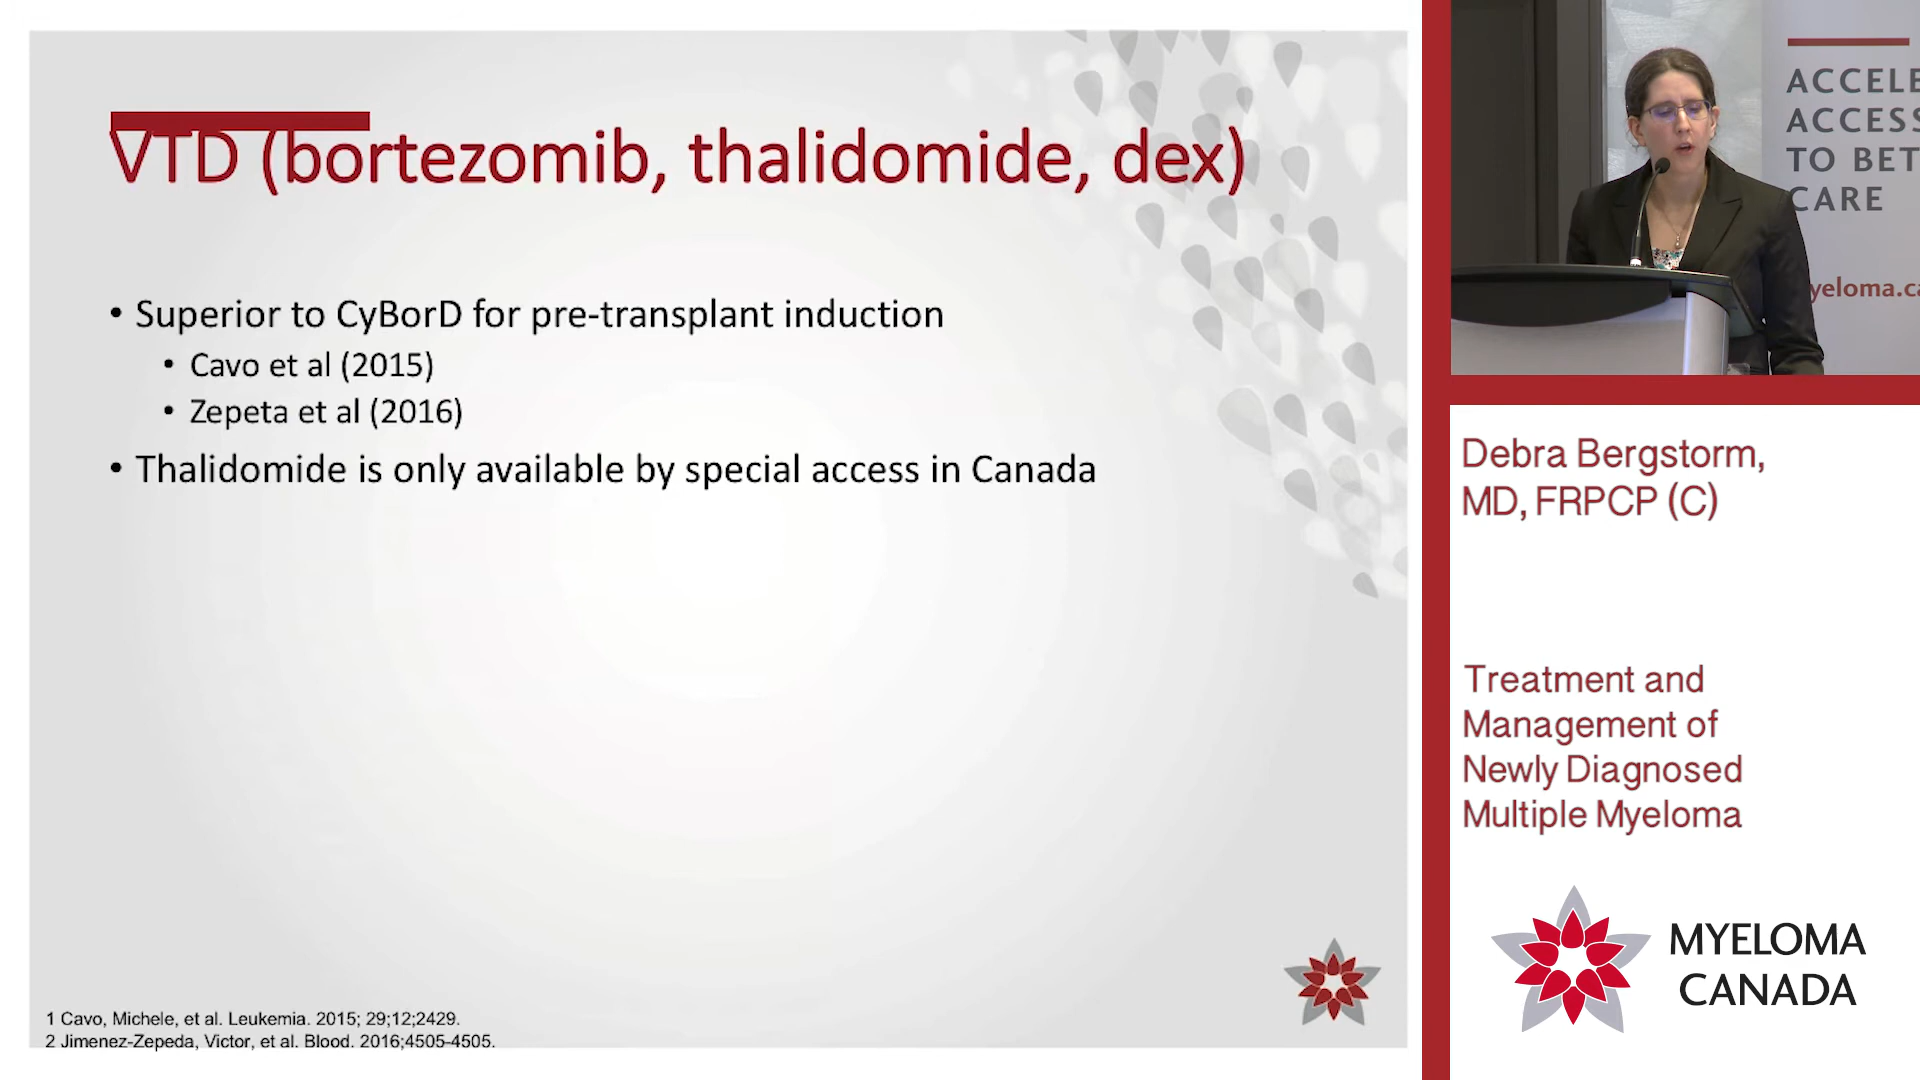 VTD (bortezomib, thalidomide, dex)
• Superior to CyBorD for pre-transplant induction
• Cavo et al (2015)
• Zepeta et al (2016)
• Thalidomide is only available by special access in Canada
1 Cavo, Michele, et al. Leukemia. 2015; 29;12;2429.
2 Jimenez-Zepeda, Victor, et al. Blood. 2016;4505-4505.
ACCELE
ACCESS
TO BET
CARE
yeloma.ca
Debra Bergstorm,
MD, FRPCP (C)
Treatment and
Management of
Newly Diagnosed
Multiple Myeloma
MYELOMA
CANADA